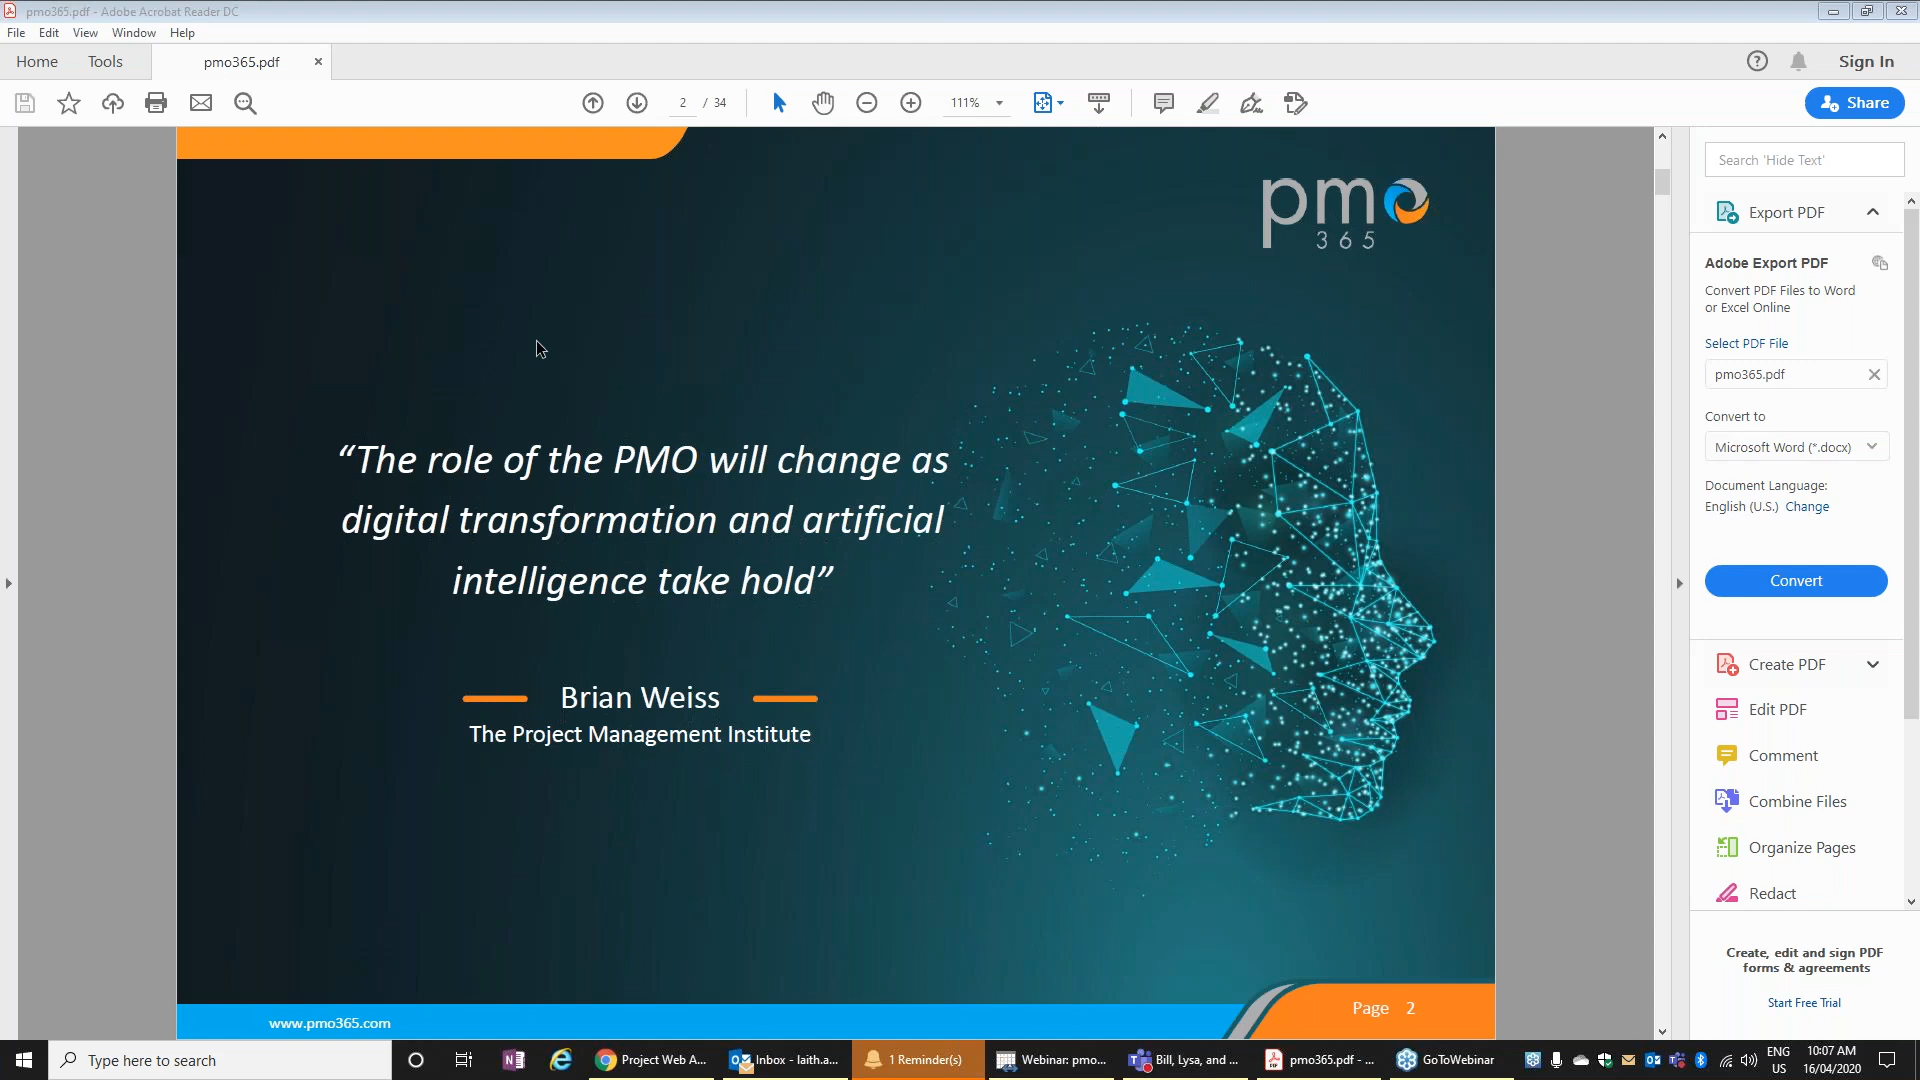 pmo365.pdf - Adobe Acrobat Reader DC
File Edit View Window Help
Home Tools pmo365.pdf Sign In
2 / 34 111% Share
pmo
365
“The role of the PMO will change as
digital transformation and artificial
intelligence take hold”
Brian Weiss
The Project Management Institute
www.pmo365.com
Page 2
Search 'Hide Text'
Export PDF
Adobe Export PDF
Convert PDF Files to Word
or Excel Online
Select PDF File
pmo365.pdf
Convert to
Microsoft Word (*.docx)
Document Language:
English (U.S.) Change
Convert
Create PDF
Edit PDF
Comment
Combine Files
Organize Pages
Redact
Create, edit and sign PDF
forms & agreements
Start Free Trial
Type here to search
Project Web A...
Inbox - laith.a...
1 Reminder(s)
Webinar: pmo...
Bill, Lysa, and ...
pmo365.pdf - ...
GoToWebinar
ENG
US
10:07 AM
16/04/2020